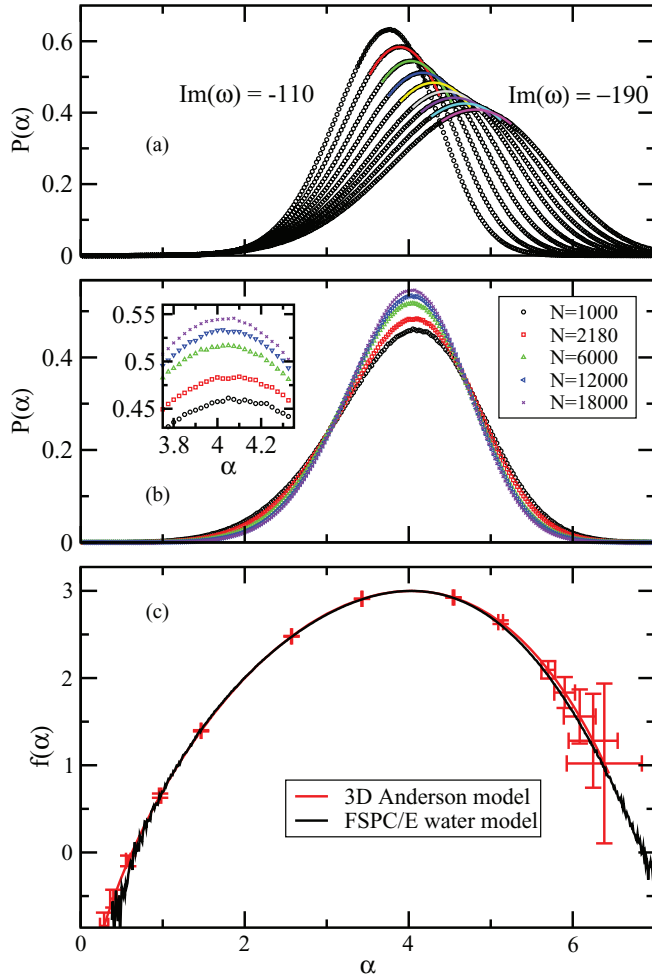 0.6
Im(ω) = -110
Im(ω) = −190
0.4
P(α)
(a)
0.2
0
0.55
N=1000
N=2180
0.4
0.5
N=6000
N=12000
P(α)
0.45
N=18000
3.8
4
4.2
0.2
α
(b)
0
3
(c)
2
f(α)
1
3D Anderson model
FSPC/E water model
0
0
2
4
6
α